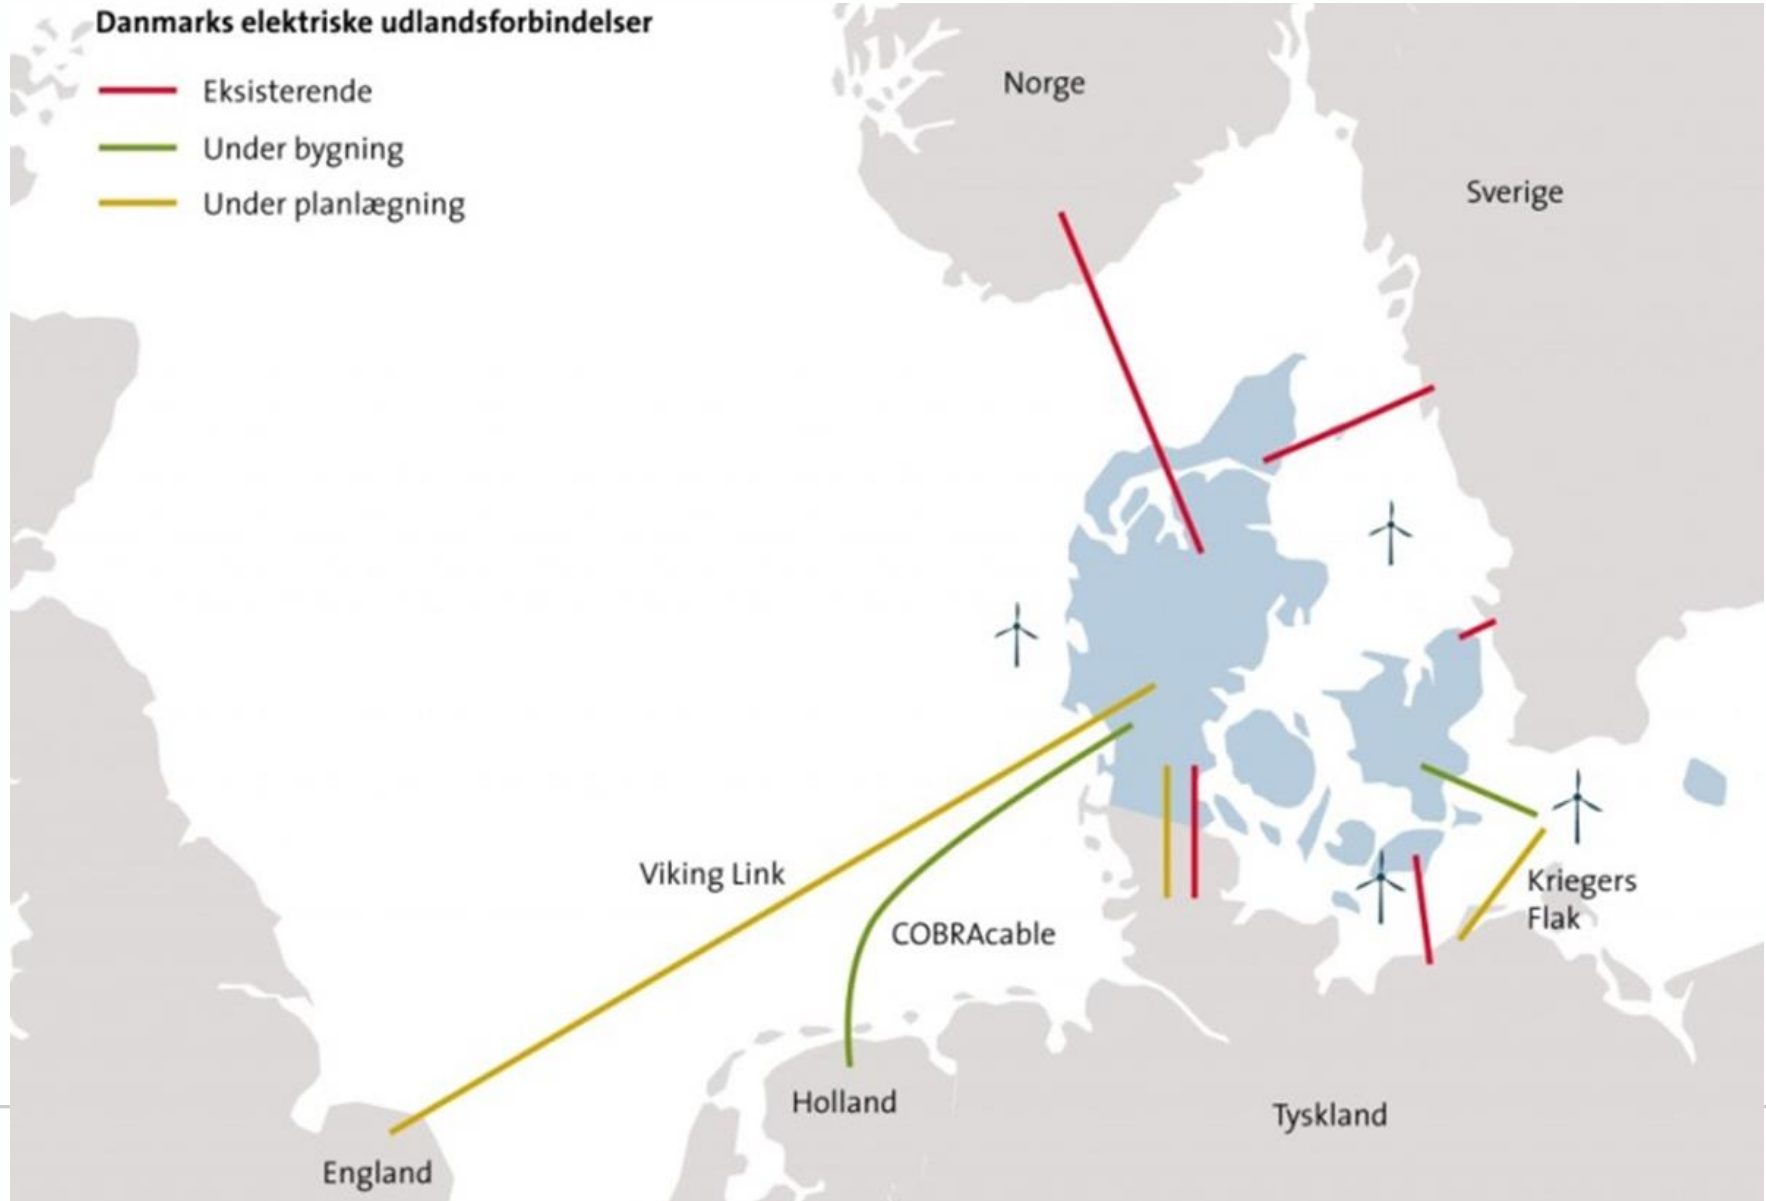 Danmarks elektriske udlandsforbindelser
Eksisterende
Under bygning
Under planlægning
Norge
Sverige
Viking Link
COBRAcable
Kriegers
Flak
Holland
Tyskland
England